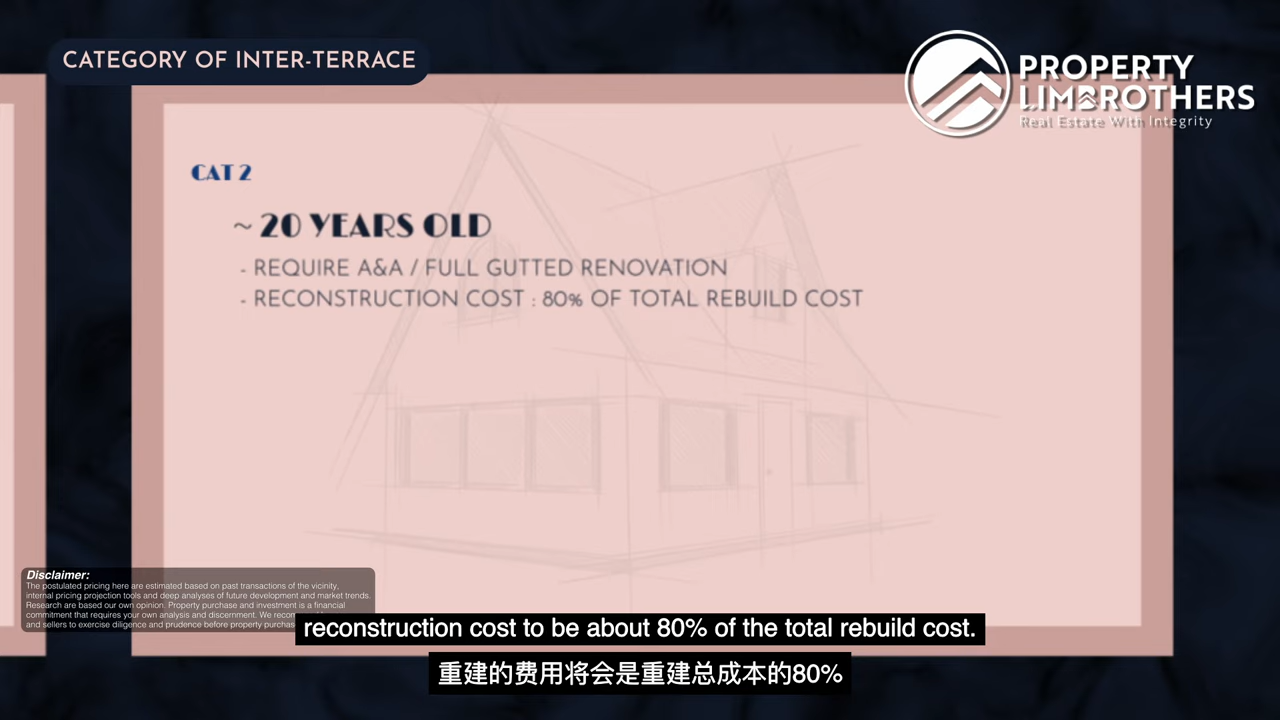 CATEGORY OF INTER-TERRACE
PROPERTY
LIMBROTHERS
Real Estate With Integrity
CAT 2
~ 20 YEARS OLD
- REQUIRE A&A / FULL GUTTED RENOVATION
- RECONSTRUCTION COST : 80% OF TOTAL REBUILD COST
Disclaimer:
The postulated pricing here are estimated based on past transactions of the vicinity,
internal pricing projection tools and deep analyses of future development and market trends.
Research are based our own opinion. Property purchase and investment is a financial
commitment that requires your own analysis and discernment. We
and sellers to exercise diligence and prudence before property
reconstruction cost to be about 80% of the total rebuild cost.
重建的费用将会是重建总成本的80%